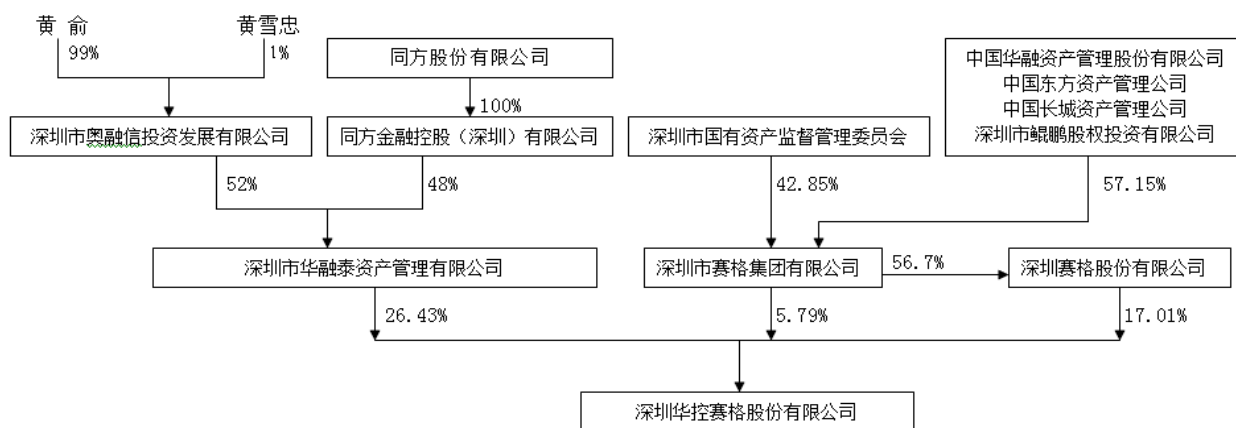 黄 俞
黄雪忠
99%
1%
同方股份有限公司
中国华融资产管理股份有限公司
中国东方资产管理公司
中国长城资产管理公司
深圳市鲲鹏股权投资有限公司
100%
深圳市奥融信投资发展有限公司
同方金融控股（深圳）有限公司
深圳市国有资产监督管理委员会
52%
48%
42.85%
57.15%
深圳市华融泰资产管理有限公司
深圳市赛格集团有限公司
56.7%
深圳赛格股份有限公司
26.43%
5.79%
17.01%
深圳华控赛格股份有限公司